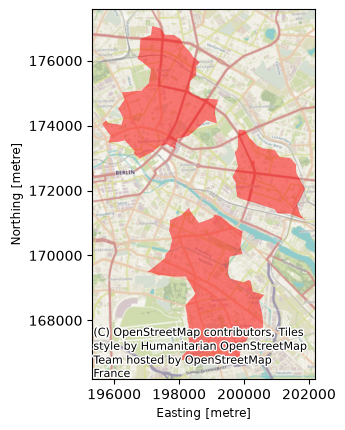 176000
174000
172000
170000
168000
Northing [metre]
BERLIN
(C) OpenStreetMap contributors, Tiles
style by Humanitarian OpenStreetMap
Team hosted by OpenStreetMap
France
196000 198000 200000 202000
Easting [metre]